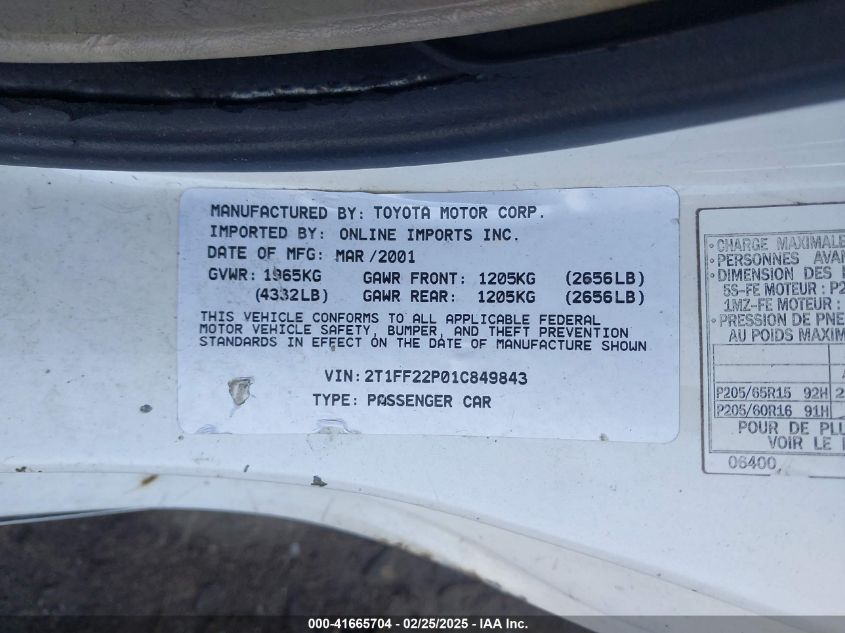 MANUFACTURED BY: TOYOTA MOTOR CORP.
IMPORTED BY: ONLINE IMPORTS INC.
DATE OF MFG: MAR /2001
GVWR: 1965KG GAWR FRONT: 1205KG (2656LB)
(4332LB) GAWR REAR: 1205KG (2656LB)
THIS VEHICLE CONFORMS TO ALL APPLICABLE FEDERAL
MOTOR VEHICLE SAFETY, BUMPER, AND THEFT PREVENTION
STANDARDS IN EFFECT ON THE DATE OF MANUFACTURE SHOWN
VIN: 2T1FF22P01C849843
TYPE: PASSENGER CAR
• CHARGE MAXIMALE
• PERSONNES AVAN
• DIMENSION DES
5S-FE MOTEUR : P2
1MZ-FE MOTEUR :
• PRESSION DE PNE
AU POIDS MAXIM
P205/65R15 92H 2
P205/60R16 91H
POUR DE PLU
VOIR LE
06400
000-41665704 - 02/25/2025 - IAA Inc.